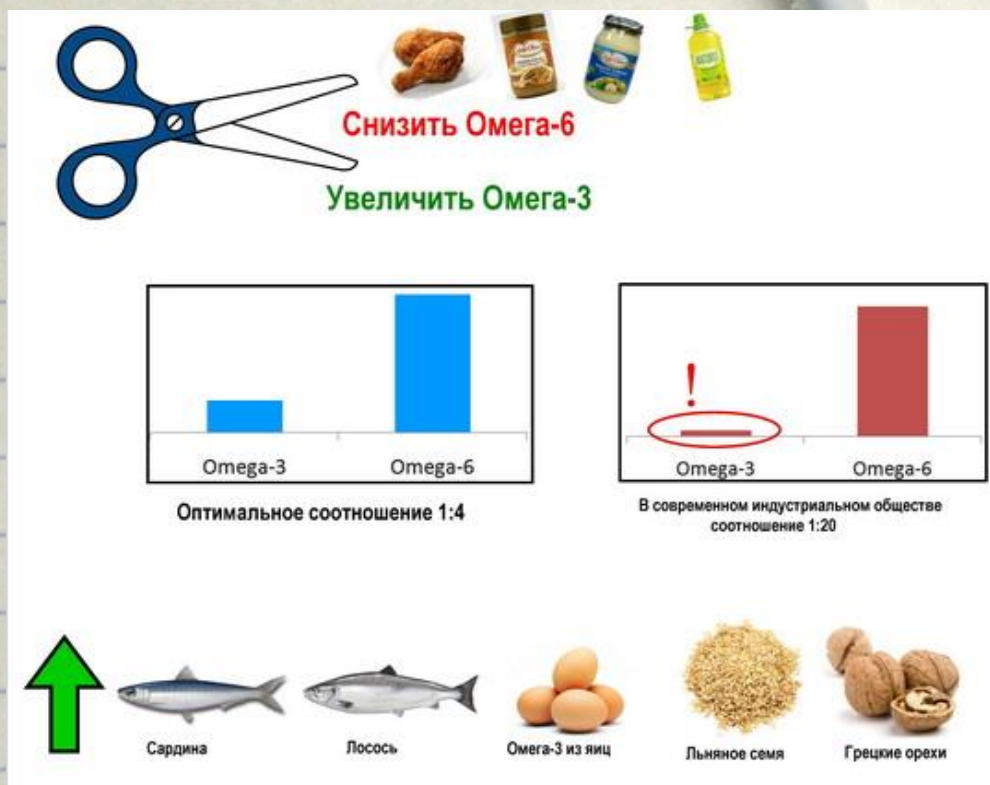 Снизить Омега-6
Увеличить Омега-3
Omega-3
Omega-6
Оптимальное соотношение 1:4
!
Omega-3
Omega-6
В современном индустриальном обществе
соотношение 1:20
Сардина
Лосось
Омега-3 из яиц
Льняное семя
Грецкие орехи